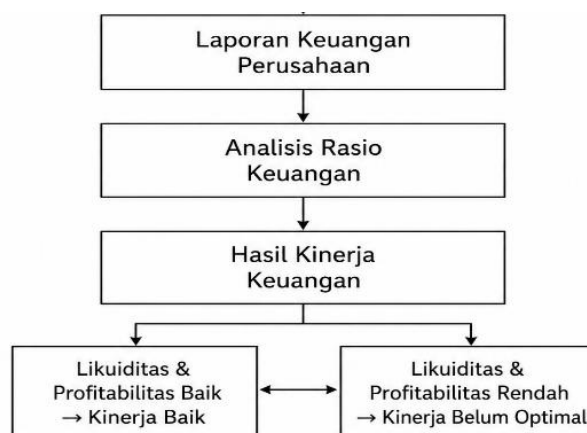 Laporan Keuangan
Perusahaan
Analisis Rasio
Keuangan
Hasil Kinerja
Keuangan
Likuiditas &
Profitabilitas Baik
→ Kinerja Baik
Likuiditas &
Profitabilitas Rendah
→ Kinerja Belum Optimal